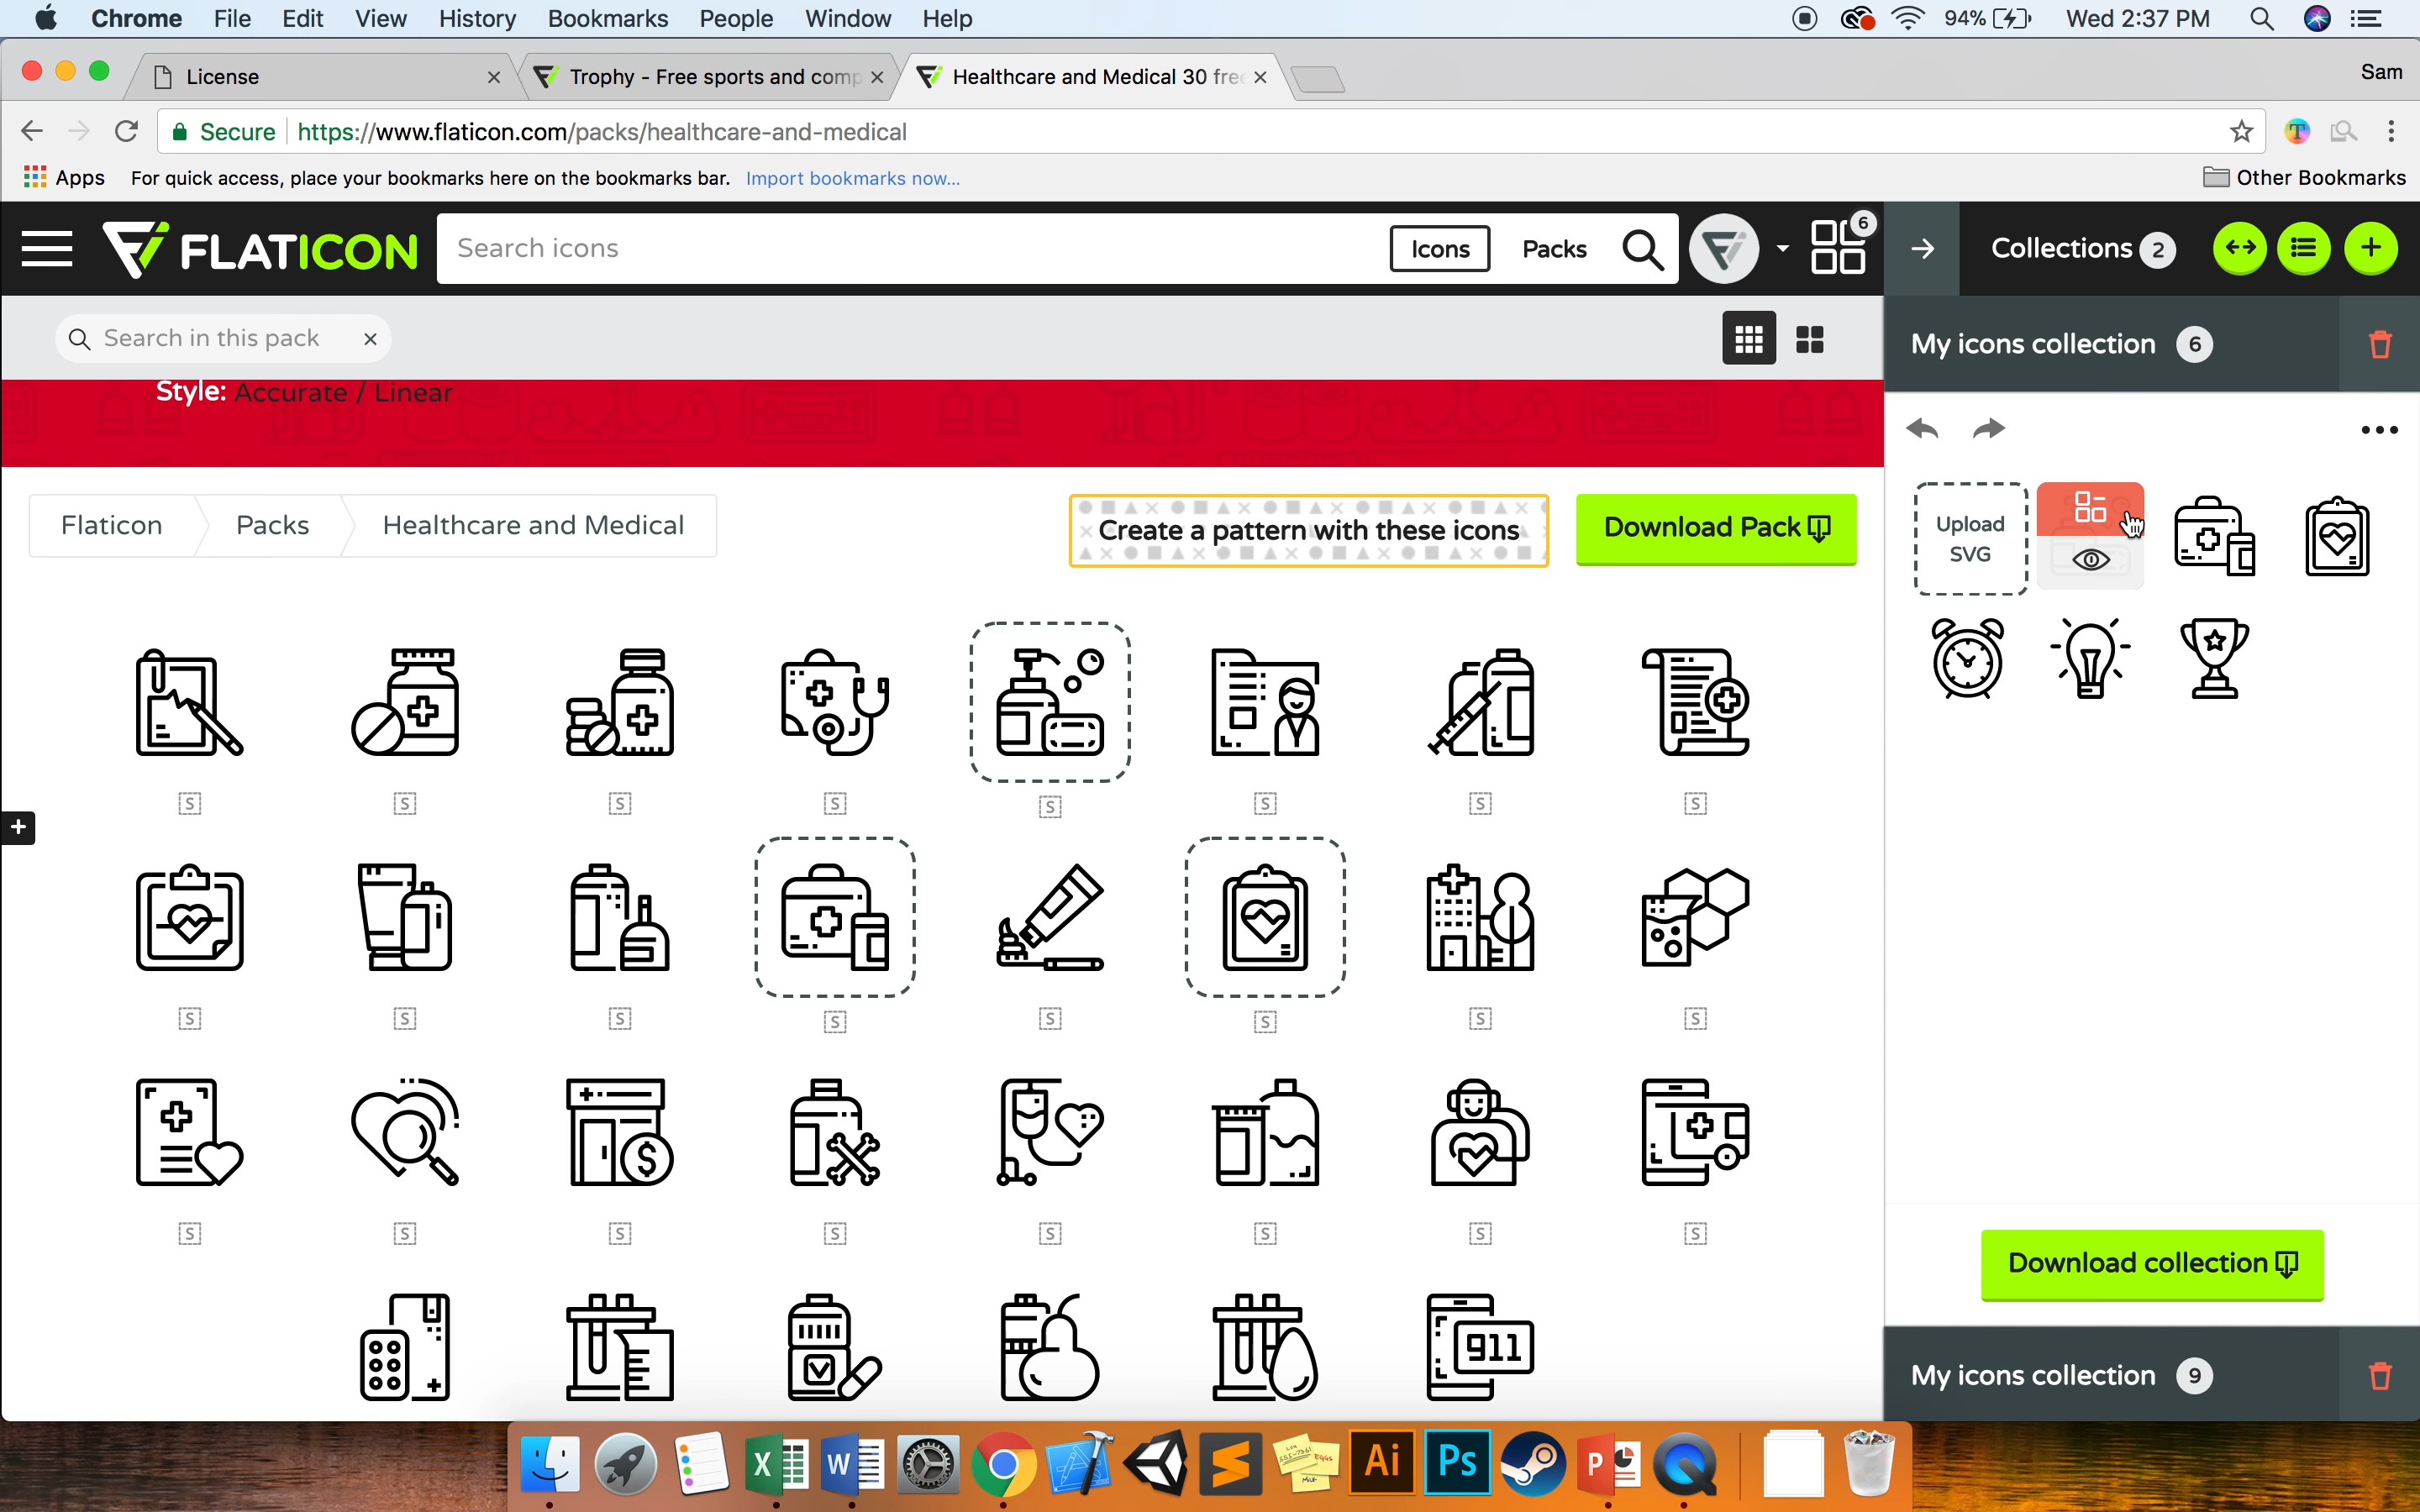 Chrome File Edit View History Bookmarks People Window Help 94% Wed 2:37 PM
License Trophy - Free sports and comp Healthcare and Medical 30 free Sam
Secure https://www.flaticon.com/packs/healthcare-and-medical
Apps For quick access, place your bookmarks here on the bookmarks bar. Import bookmarks now... Other Bookmarks
FLATICON Search icons Icons Packs 6 Collections 2
Search in this pack
My icons collection 6
Style: Accurate / Linear
Flaticon Packs Healthcare and Medical Create a pattern with these icons Download Pack
Upload
SVG
S S S S S S S S
S S S S S S S S
$
S S S S S S S S
Download collection
911
My icons collection 9
X W Ai Ps P